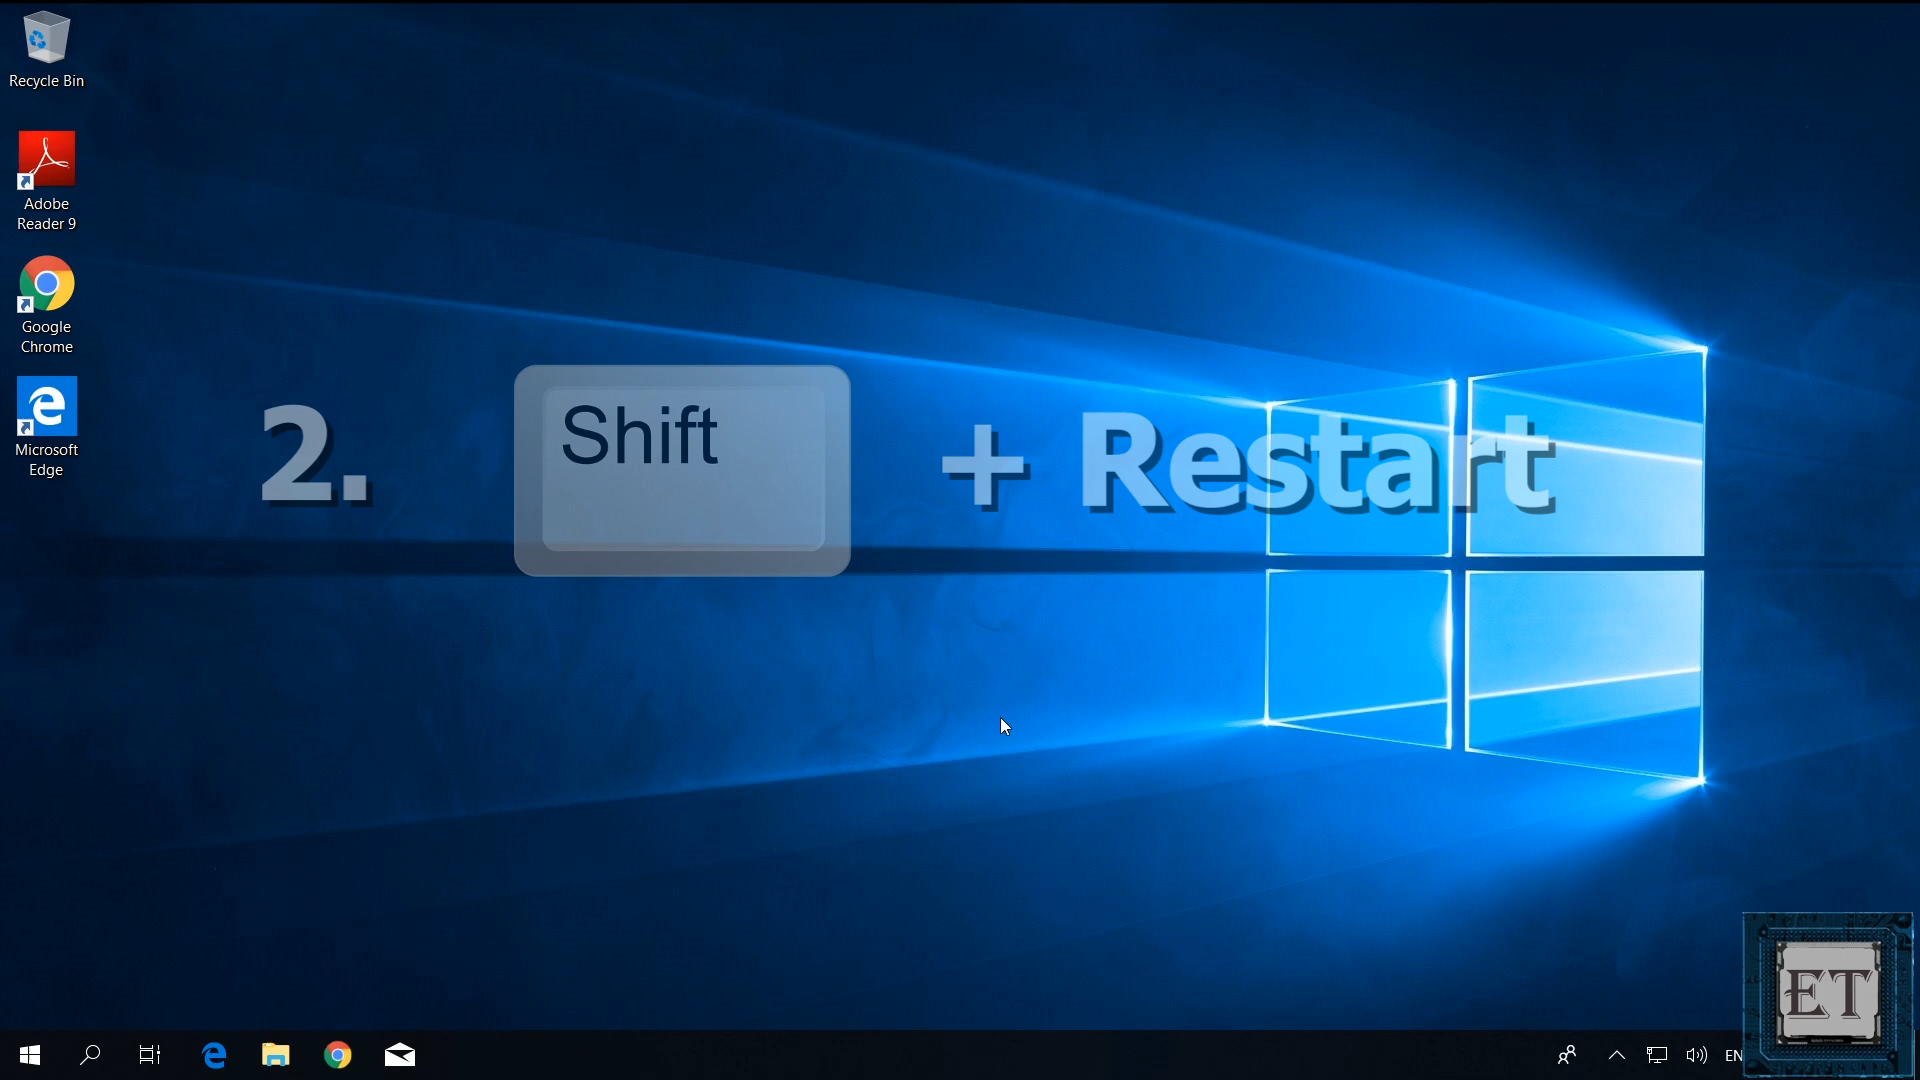 Recycle Bin
Adobe
Reader 9
Google
Chrome
Microsoft
Edge
2. Shift + Restart
EN
ET